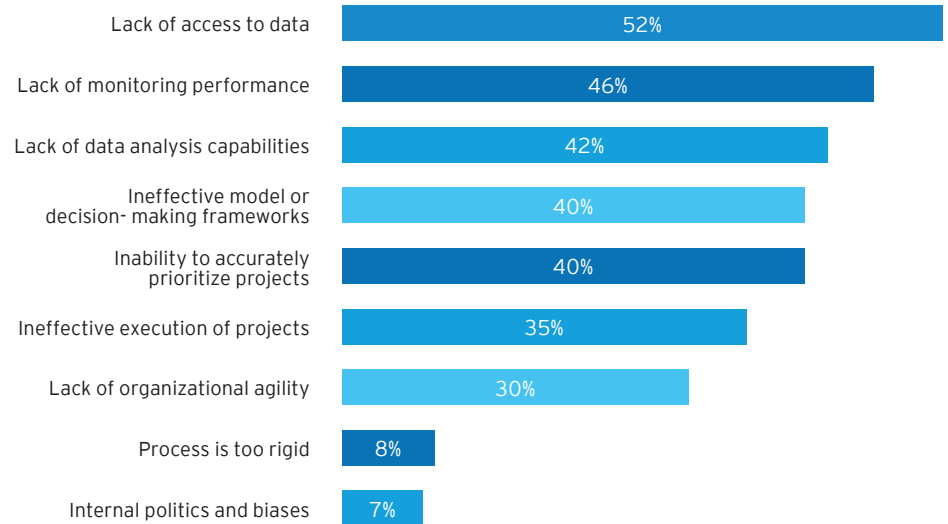 Lack of access to data 52%
Lack of monitoring performance 46%
Lack of data analysis capabilities 42%
Ineffective model or
decision- making frameworks 40%
Inability to accurately
prioritize projects 40%
Ineffective execution of projects 35%
Lack of organizational agility 30%
Process is too rigid 8%
Internal politics and biases 7%